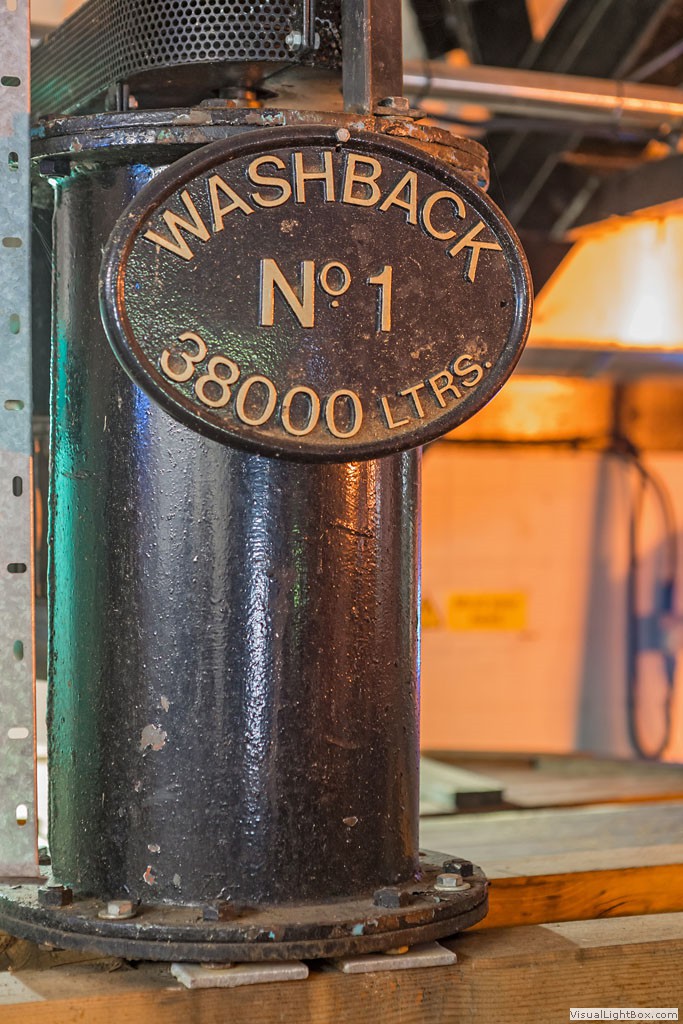 WASHBACK
Nº 1
38000 LTRS.
VisualLightBox.com